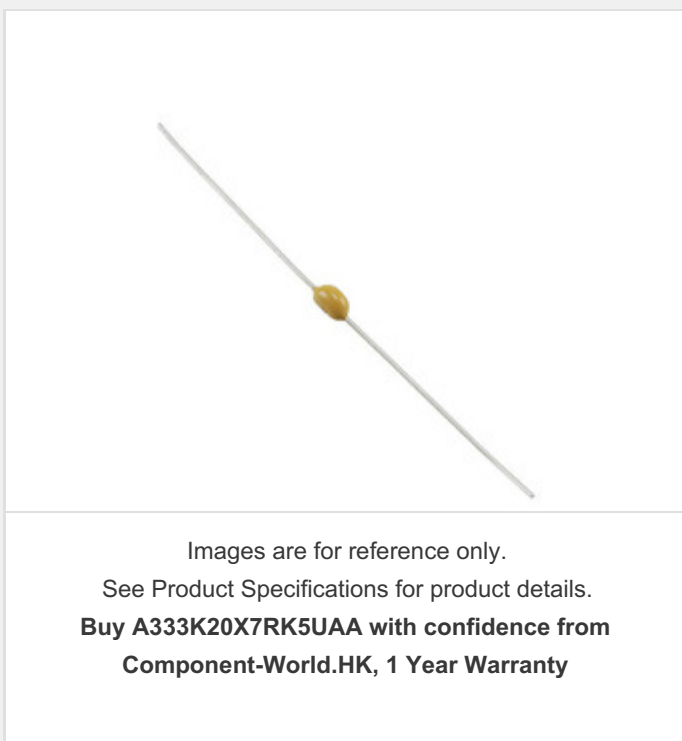 Images are for reference only.
See Product Specifications for product details.
Buy A333K20X7RK5UAA with confidence from
Component-World.HK, 1 Year Warranty